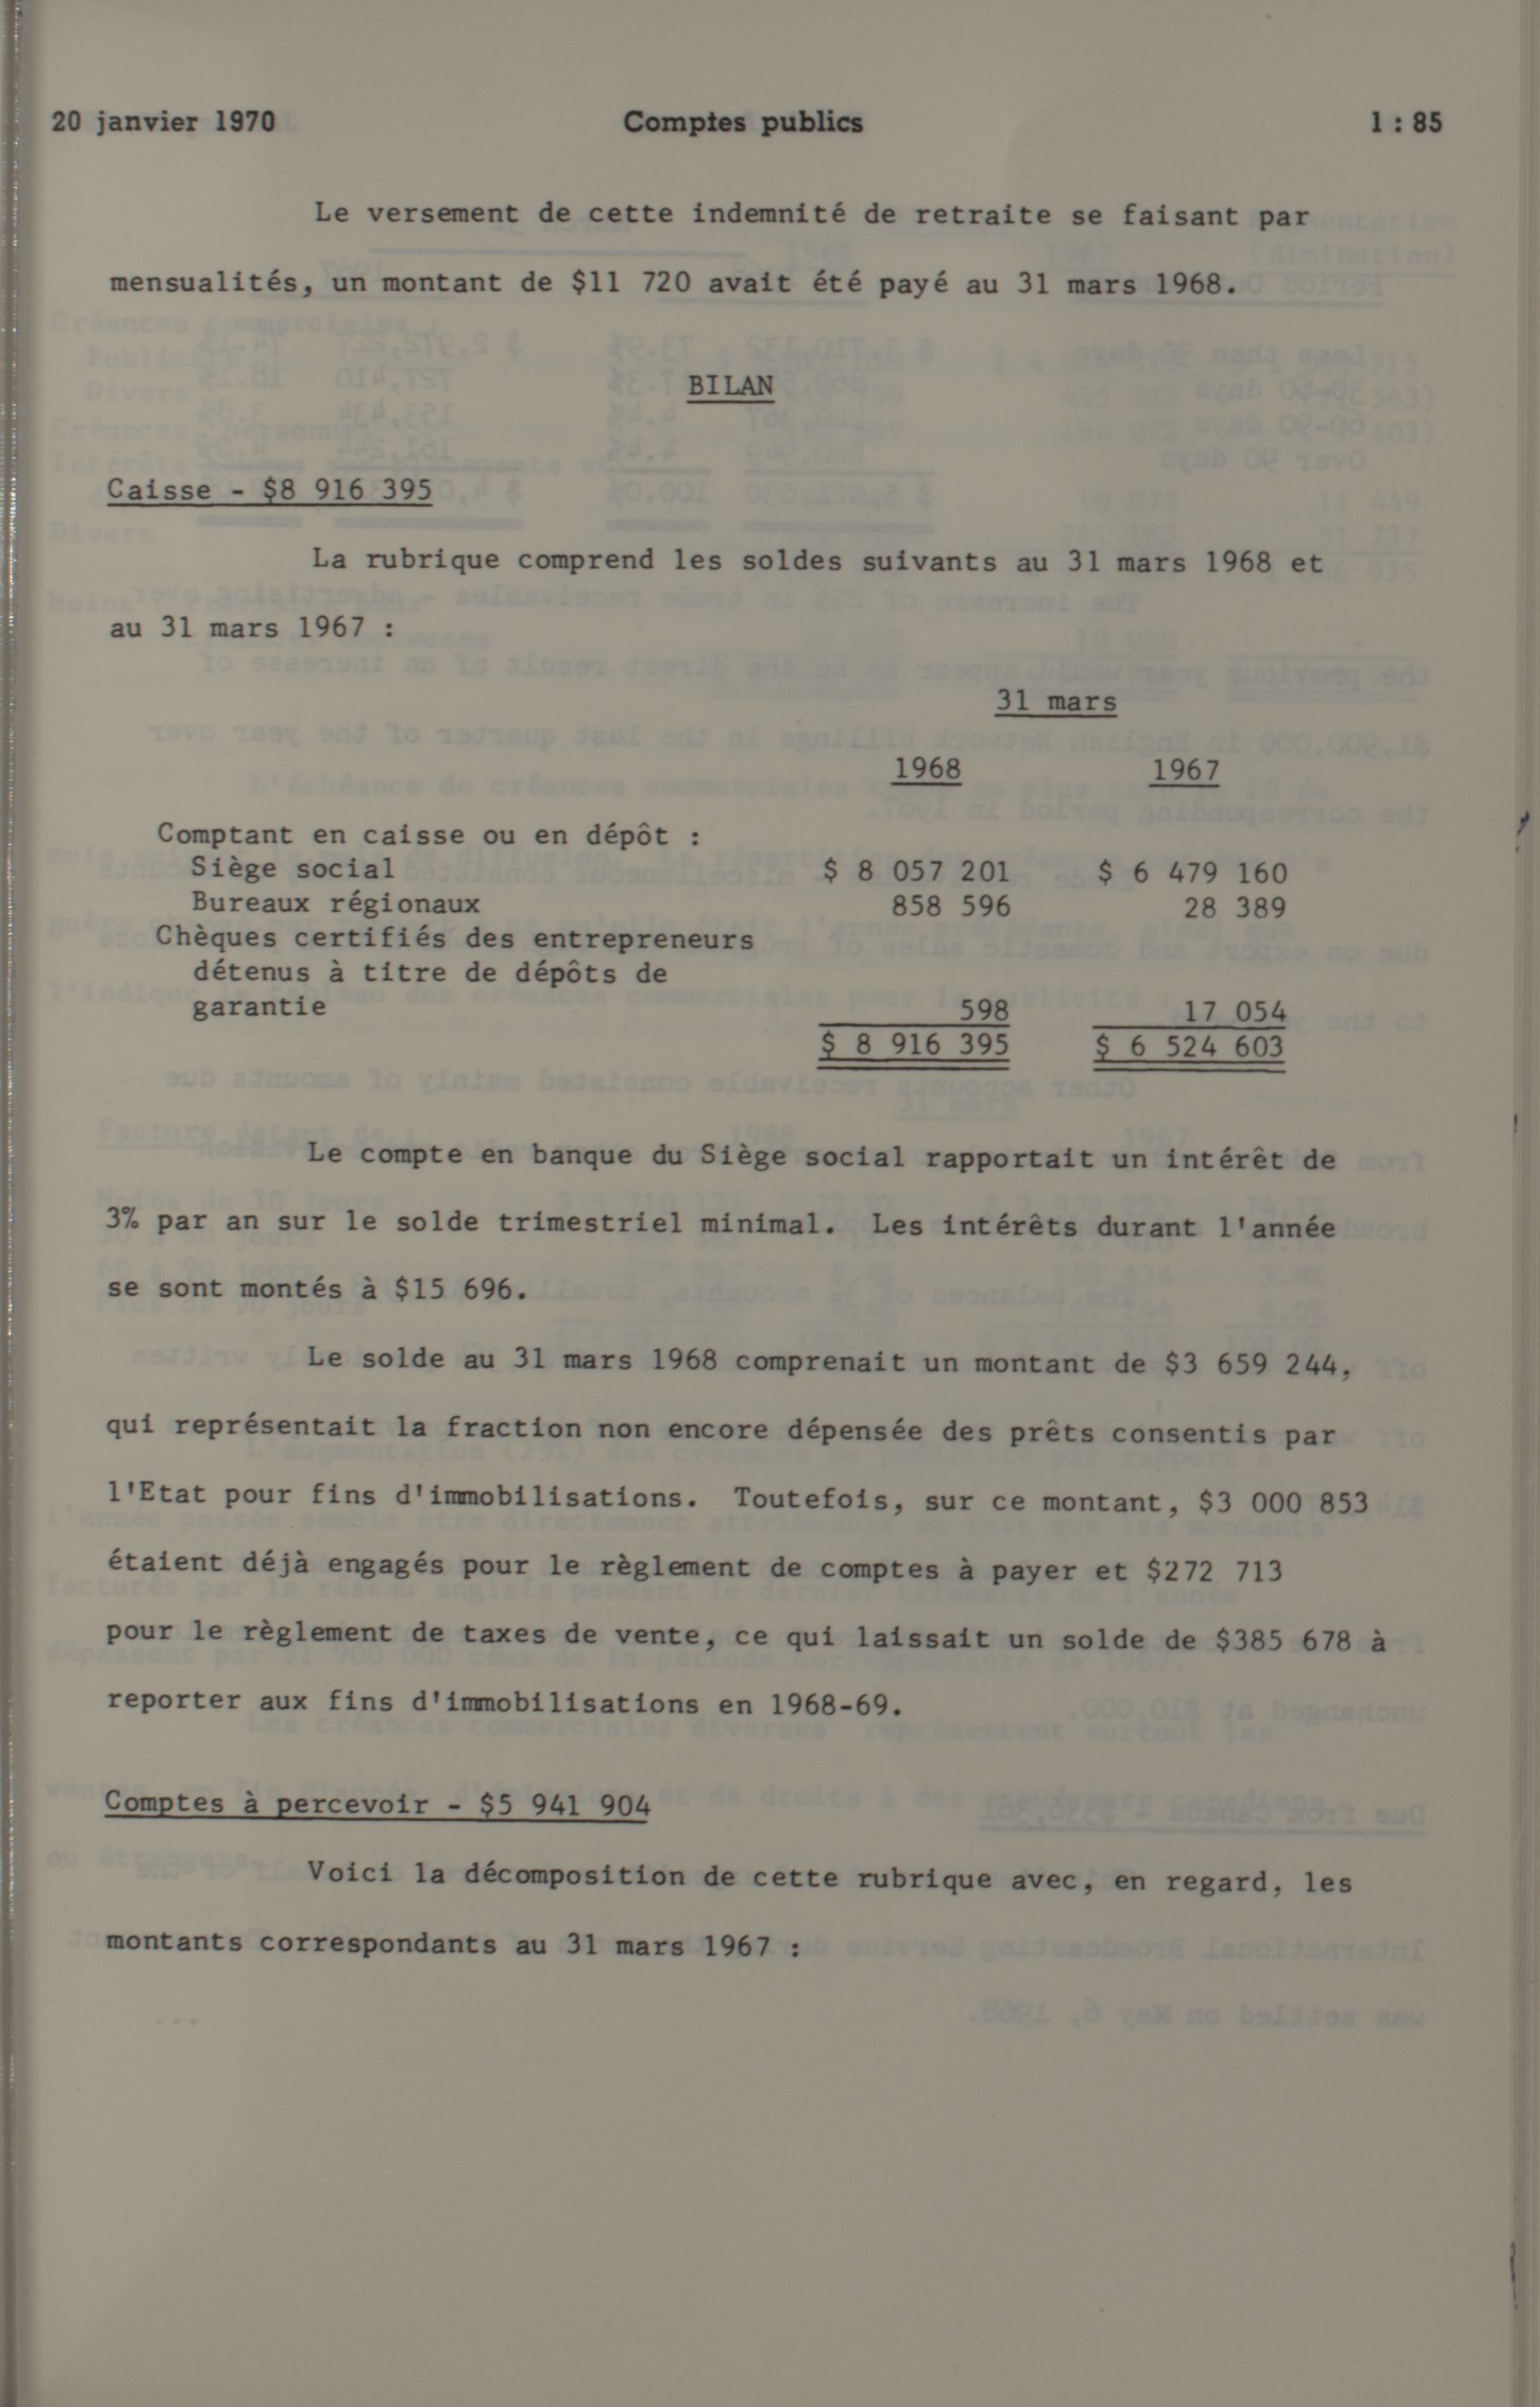 20 janvier 1970 Comptes publics 1 : 85
Le versement de cette indemnité de retraite se faisant par
mensualités, un montant de $11 720 avait été payé au 31 mars 1968.
BILAN
Caisse - $8 916 395
La rubrique comprend les soldes suivants au 31 mars 1968 et
au 31 mars 1967 :
31 mars
1968 1967
Comptant en caisse ou en dépôt :
Siège social $ 8 057 201 $ 6 479 160
Bureaux régionaux 858 596 28 389
Chèques certifiés des entrepreneurs
détenus à titre de dépôts de
garantie 598 17 054
$ 8 916 395 $ 6 524 603
Le compte en banque du Siège social rapportait un intérêt de
3% par an sur le solde trimestriel minimal. Les intérêts durant l'année
se sont montés à $15 696.
Le solde au 31 mars 1968 comprenait un montant de $3 659 244,
qui représentait la fraction non encore dépensée des prêts consentis par
l'Etat pour fins d'immobilisations. Toutefois, sur ce montant, $3 000 853
étaient déjà engagés pour le règlement de comptes à payer et $272 713
pour le règlement de taxes de vente, ce qui laissait un solde de $385 678 à
reporter aux fins d'immobilisations en 1968-69.
Comptes à percevoir - $5 941 904
Voici la décomposition de cette rubrique avec, en regard, les
montants correspondants au 31 mars 1967 :